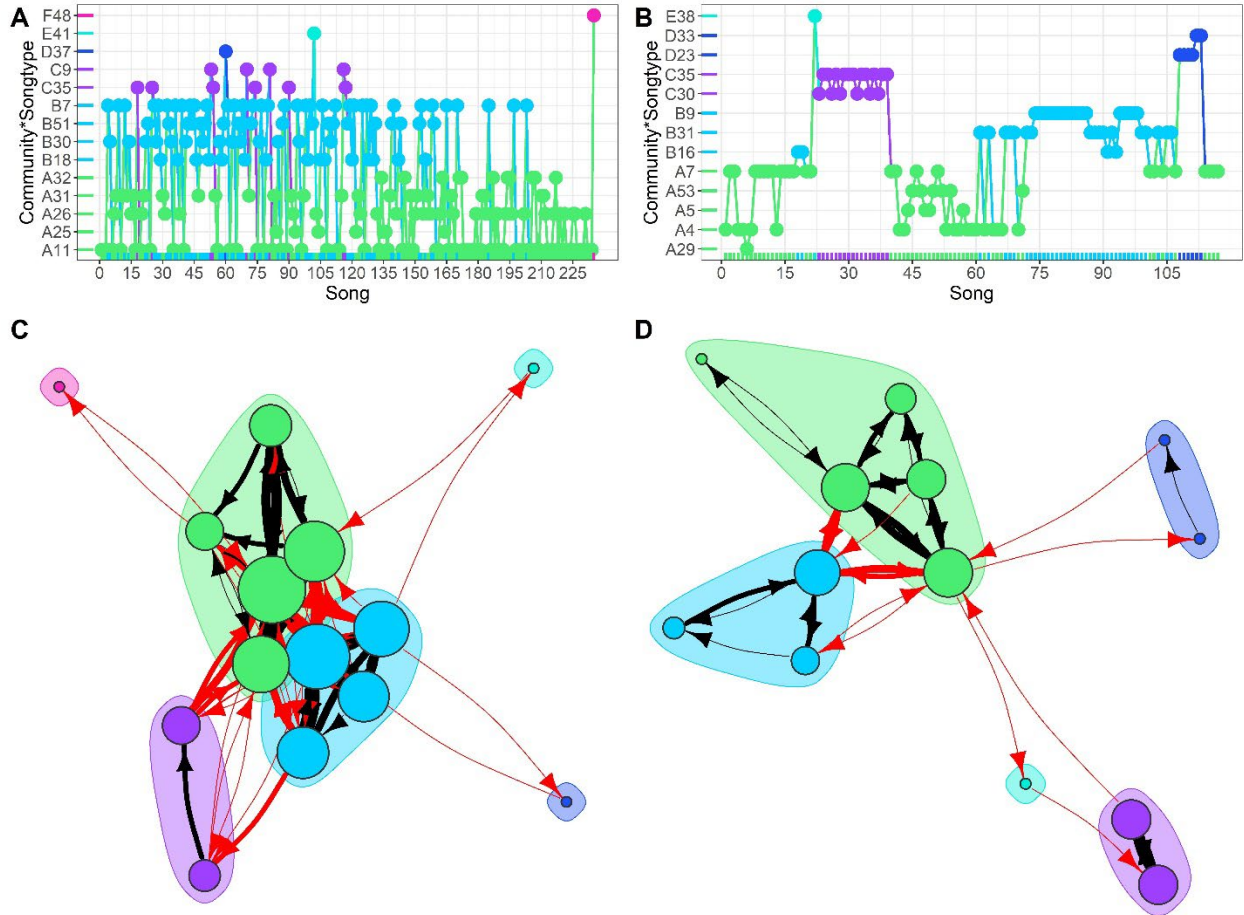 A
Community*Songtype
F48
E41
D37
C9
C35
B7
B51
B30
B18
A32
A31
A26
A25
A11
0 15 30 45 60 75 90 105 120 135 150 165 180 195 210 225
Song
B
Community*Songtype
E38
D33
D23
C35
C30
B9
B31
B16
A7
A53
A5
A4
A29
0 15 30 45 60 75 90 105
Song
C
D